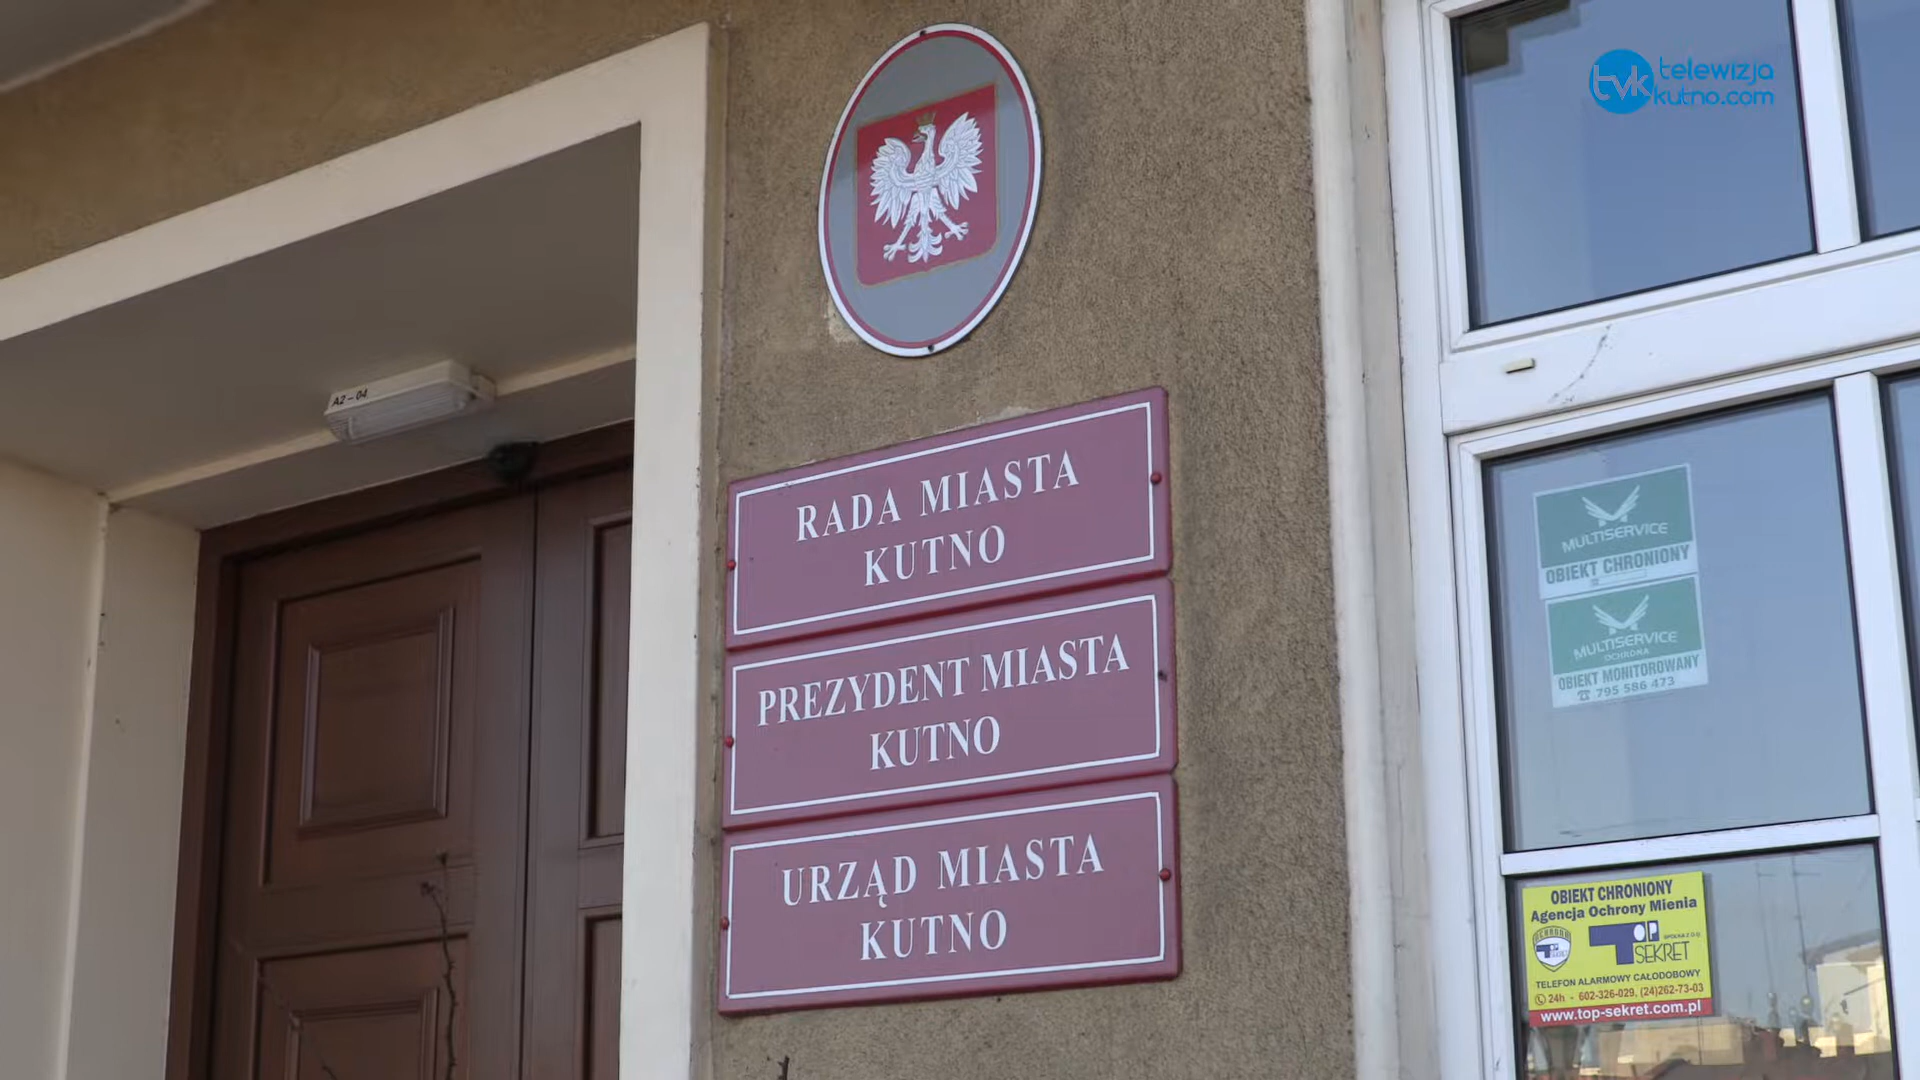 tvk telewizja
kutno.com
A2-04
RADA MIASTA
KUTNO
PREZYDENT MIASTA
KUTNO
URZĄD MIASTA
KUTNO
MULTISERVICE
OBIEKT CHRONIONY
MULTISERVICE
OCHRONA
OBIEKT MONITOROWANY
795 586 473
OBIEKT CHRONIONY
Agencja Ochrony Mienia
TOP
SPÓŁKA Z O.O.
SEKRET
TELEFON ALARMOWY CAŁODOBOWY
24h - 602-326-029, (24)262-73-03
www.top-sekret.com.pl